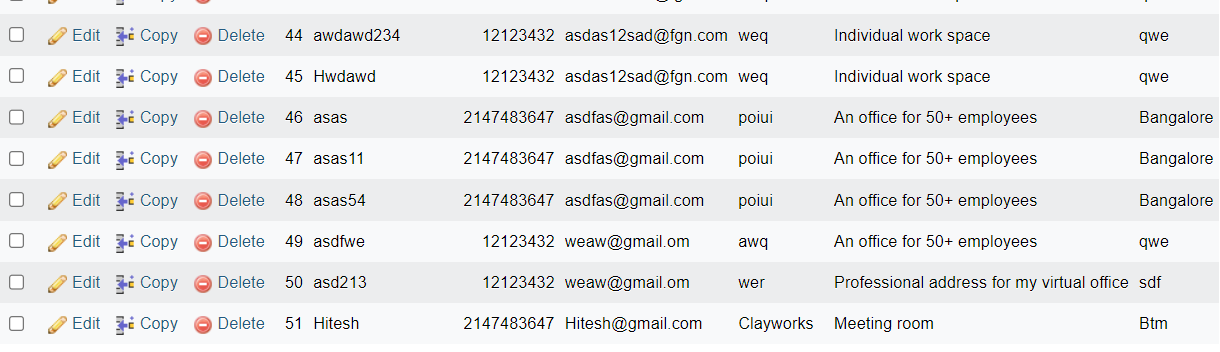 Edit Copy Delete 44 awdawd234 12123432 asdas12sad@fgn.com weq Individual work space qwe
Edit Copy Delete 45 Hwdawd 12123432 asdas12sad@fgn.com weq Individual work space qwe
Edit Copy Delete 46 asas 2147483647 asdfas@gmail.com poiui An office for 50+ employees Bangalore
Edit Copy Delete 47 asas11 2147483647 asdfas@gmail.com poiui An office for 50+ employees Bangalore
Edit Copy Delete 48 asas54 2147483647 asdfas@gmail.com poiui An office for 50+ employees Bangalore
Edit Copy Delete 49 asdfwe 12123432 weaw@gmail.om awq An office for 50+ employees qwe
Edit Copy Delete 50 asd213 12123432 weaw@gmail.om wer Professional address for my virtual office sdf
Edit Copy Delete 51 Hitesh 2147483647 Hitesh@gmail.com Clayworks Meeting room Btm